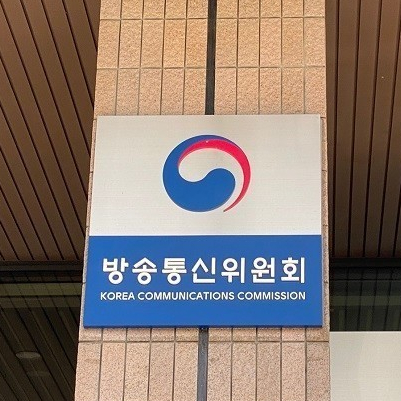 방송통신위원회
KOREA COMMUNICATIONS COMMISSION